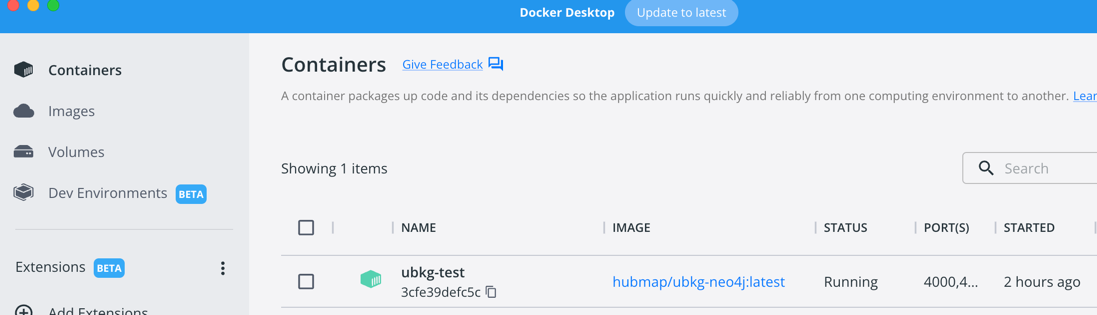 Docker Desktop Update to latest
Containers
Images
Volumes
Dev Environments BETA
Extensions BETA
Add Extensions
Containers Give Feedback
A container packages up code and its dependencies so the application runs quickly and reliably from one computing environment to another.
Showing 1 items
Search
NAME IMAGE STATUS PORT(S) STARTED
ubkg-test
3cfe39defc5c
hubmap/ubkg-neo4j:latest Running 4000,4... 2 hours ago